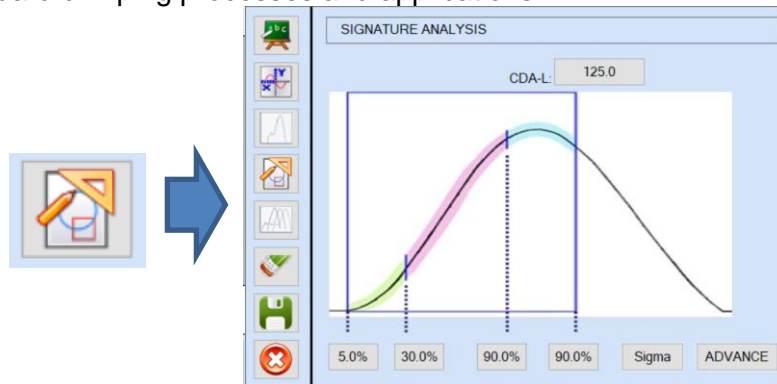 SIGNATURE ANALYSIS
CDA-L: 125.0
5.0% 30.0% 90.0% 90.0% Sigma ADVANCE